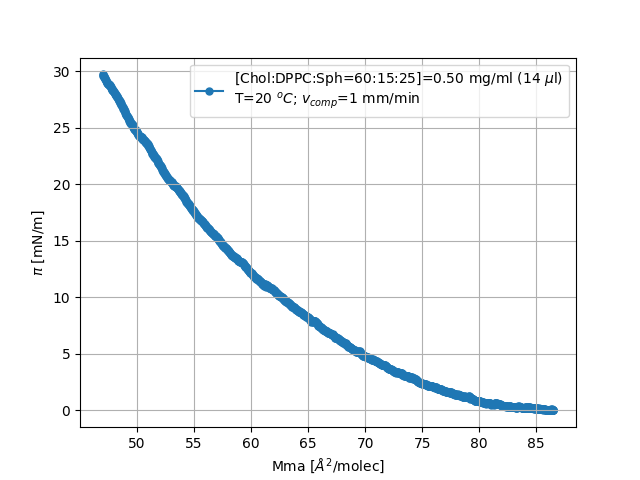 [Chol:DPPC:Sph=60:15:25]=0.50 mg/ml (14 μl)
T=20 °C; v_comp=1 mm/min
30
25
20
15
10
5
0
π [mN/m]
50 55 60 65 70 75 80 85
Mma [Å²/molec]